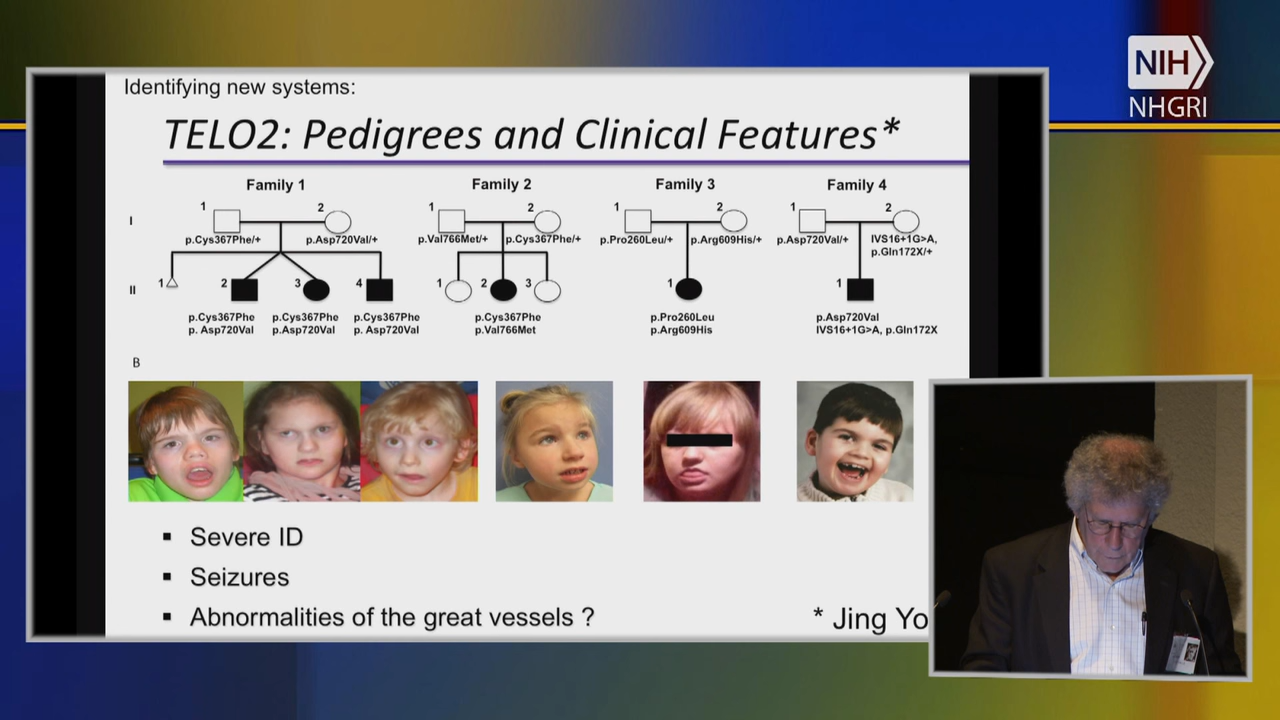 Identifying new systems:
NIH
NHGRI
TELO2: Pedigrees and Clinical Features*
Family 1
Family 2
Family 3
Family 4
1 2 1 2 1 2 1 2
I
p.Cys367Phe/+ p.Asp720Val/+ p.Val766Met/+ p.Cys367Phe/+ p.Pro260Leu/+ p.Arg609His/+ p.Asp720Val/+ IVS16+1G>A,
p.Gln172X/+
II
1 2 3 4 1 2 3 1 1
p.Cys367Phe p.Cys367Phe p.Cys367Phe p.Cys367Phe p.Pro260Leu p.Asp720Val
p. Asp720Val p.Asp720Val p. Asp720Val p.Val766Met p.Arg609His IVS16+1G>A, p.Gln172X
B
▪ Severe ID
▪ Seizures
▪ Abnormalities of the great vessels ?
* Jing Yo